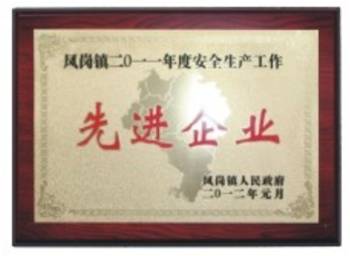 凤岗镇二〇一一年度安全生产工作
先进企业
凤岗镇人民政府
二〇一二年元月